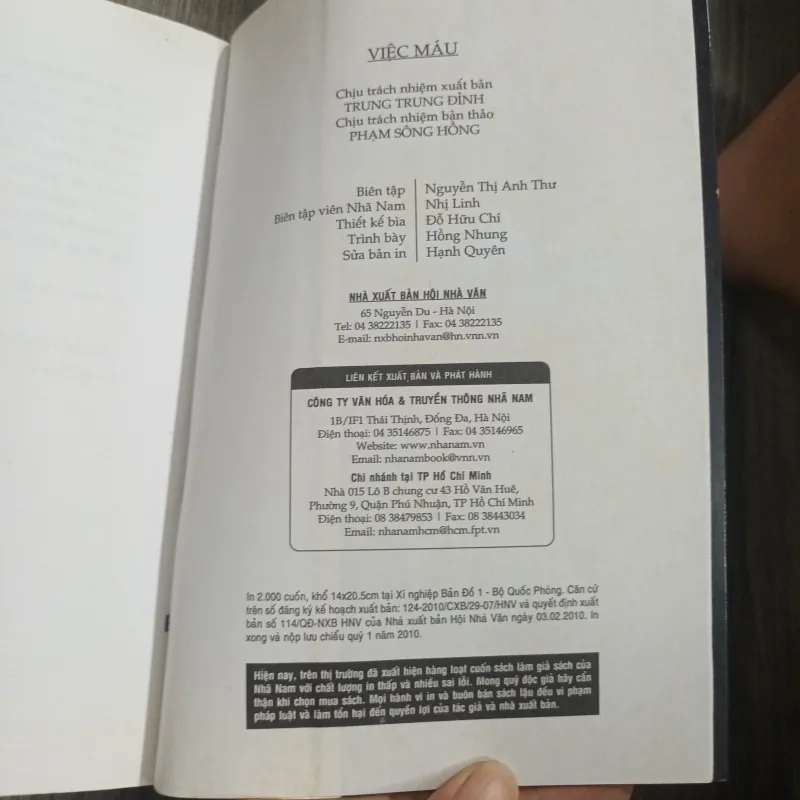 VIỆC MÁU
Chịu trách nhiệm xuất bản
TRUNG TRUNG ĐỈNH
Chịu trách nhiệm bản thảo
PHẠM SÔNG HỒNG
Biên tập Nguyễn Thị Anh Thư
Biên tập viên Nhã Nam Nhị Linh
Thiết kế bìa Đỗ Hữu Chí
Trình bày Hồng Nhung
Sửa bản in Hạnh Quyên
NHÀ XUẤT BẢN HỘI NHÀ VĂN
65 Nguyễn Du - Hà Nội
Tel: 04 38222135 | Fax: 04 38222135
E-mail: nxbhoinhavan@hn.vnn.vn
LIÊN KẾT XUẤT BẢN VÀ PHÁT HÀNH
CÔNG TY VĂN HÓA & TRUYỀN THÔNG NHÃ NAM
1B/IF1 Thái Thịnh, Đống Đa, Hà Nội
Điện thoại: 04 35146875 | Fax: 04 35146965
Website: www.nhanam.vn
Email: nhanambook@vnn.vn
Chi nhánh tại TP Hồ Chí Minh
Nhà 015 Lô B chung cư 43 Hồ Văn Huê,
Phường 9, Quận Phú Nhuận, TP Hồ Chí Minh
Điện thoại: 08 38479853 | Fax: 08 38443034
Email: nhanamhcm@hcm.fpt.vn
In 2.000 cuốn, khổ 14x20.5cm tại Xí nghiệp Bản Đồ 1 - Bộ Quốc Phòng. Căn cứ
trên số đăng ký kế hoạch xuất bản: 124-2010/CXB/29-07/HNV và quyết định xuất
bản số 114/QĐ-NXB HNV của Nhà xuất bản Hội Nhà Văn ngày 03.02.2010. In
xong và nộp lưu chiểu quý 1 năm 2010.
Hiện nay, trên thị trường đã xuất hiện hàng loạt cuốn sách làm giả sách của
Nhã Nam với chất lượng in thấp và nhiều sai lỗi. Mong quý độc giả hãy cẩn
thận khi chọn mua sách. Mọi hành vi in và buôn bán sách lậu đều vi phạm
pháp luật và làm tổn hại đến quyền lợi của tác giả và nhà xuất bản.